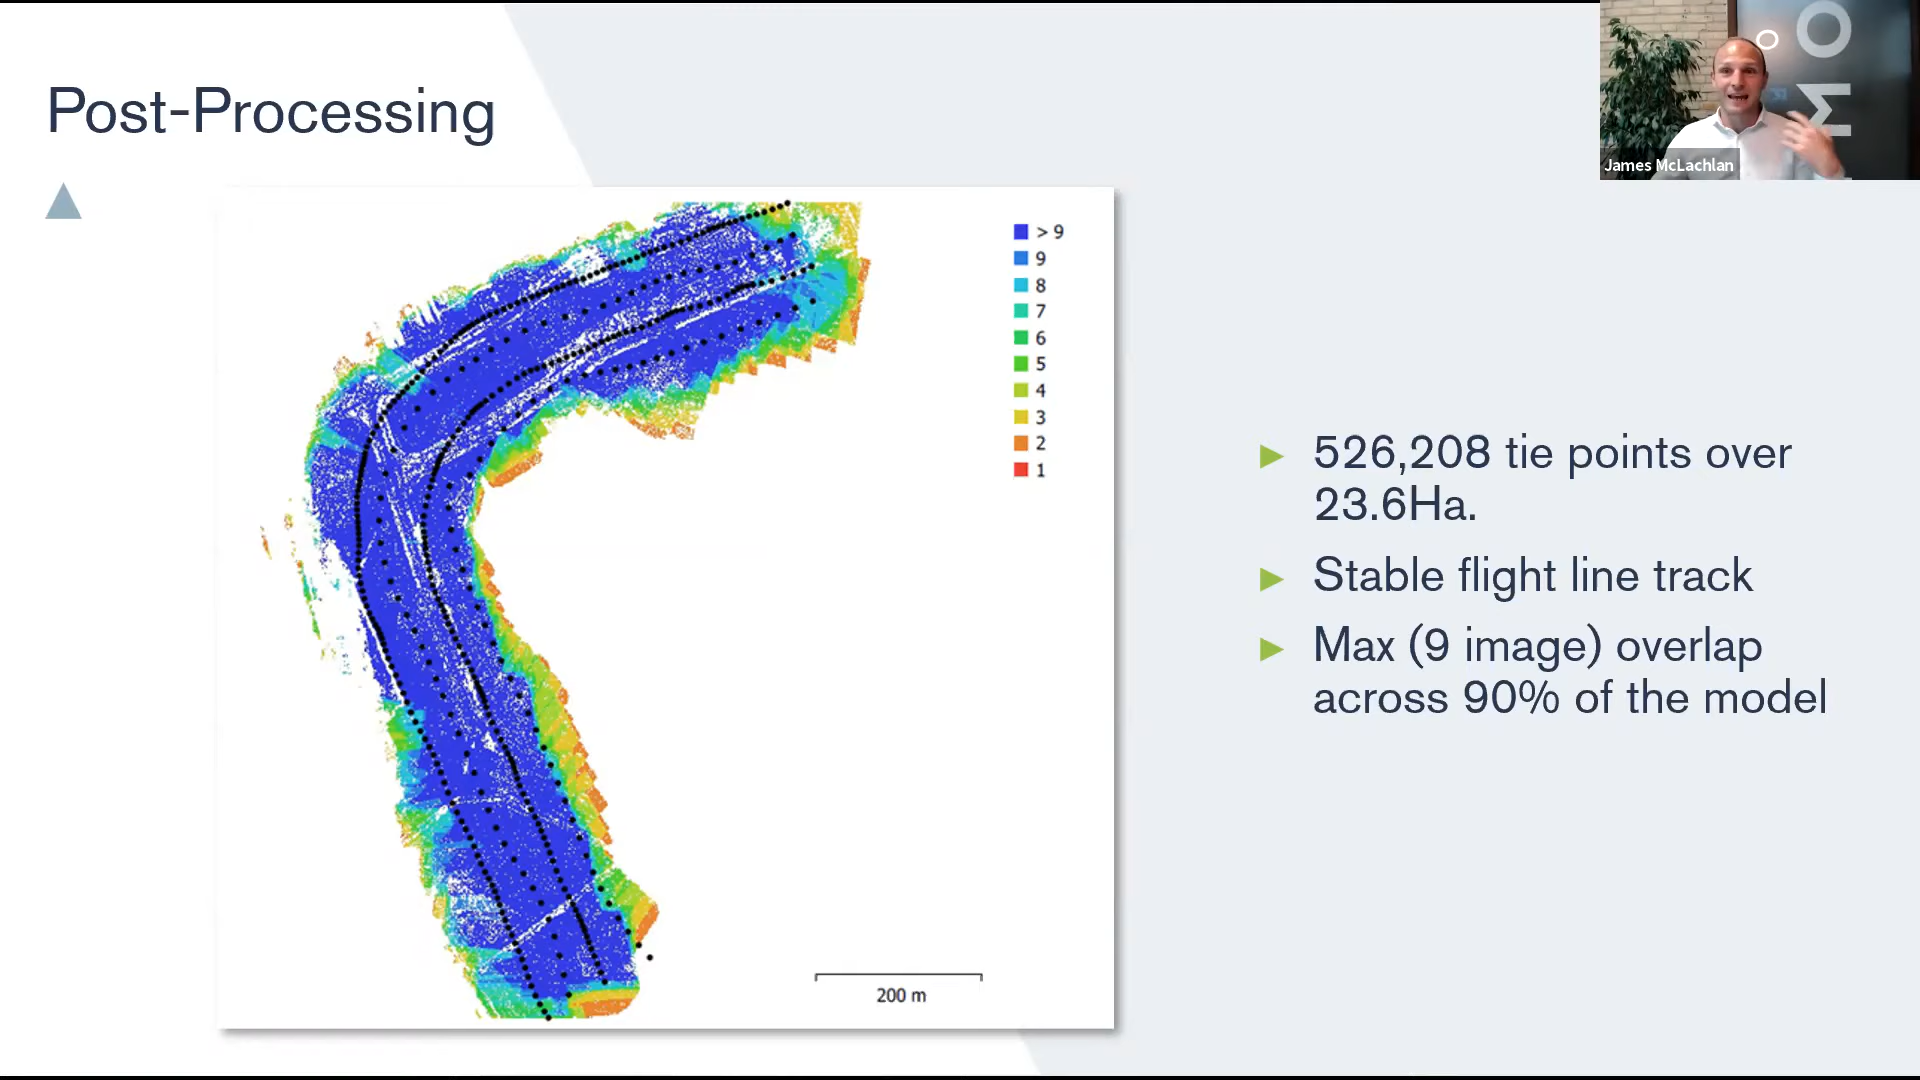 Post-Processing
> 9
9
8
7
6
5
4
3
2
1
200 m
526,208 tie points over
23.6Ha.
Stable flight line track
Max (9 image) overlap
across 90% of the model
James McLachlan
OMO